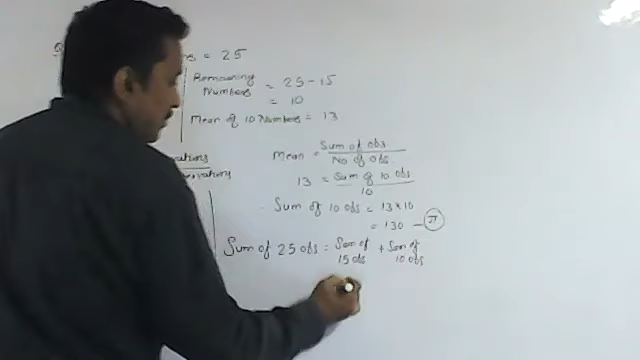 ns = 25
Remaining Numbers = 25 - 15
= 10
Mean of 10 Numbers = 13
Mean = Sum of obs / No of obs.
13 = Sum of 10 obs / 10
Sum of 10 obs = 13 × 10
= 130 — II
Sum of 25 obs = Sum of 15 obs + Sum of 10 obs